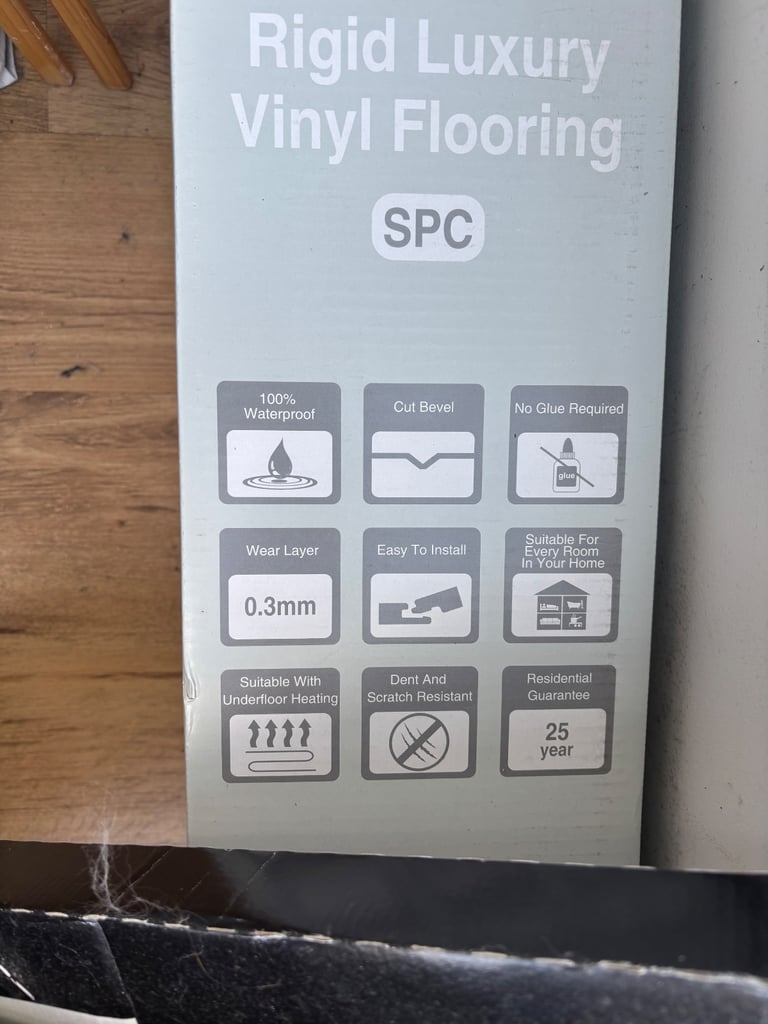 Rigid Luxury
Vinyl Flooring
SPC
100%
Waterproof
Cut Bevel
No Glue Required
glue
Wear Layer
0.3mm
Easy To Install
Suitable For
Every Room
In Your Home
Suitable With
Underfloor Heating
Dent And
Scratch Resistant
Residential
Guarantee
25
year